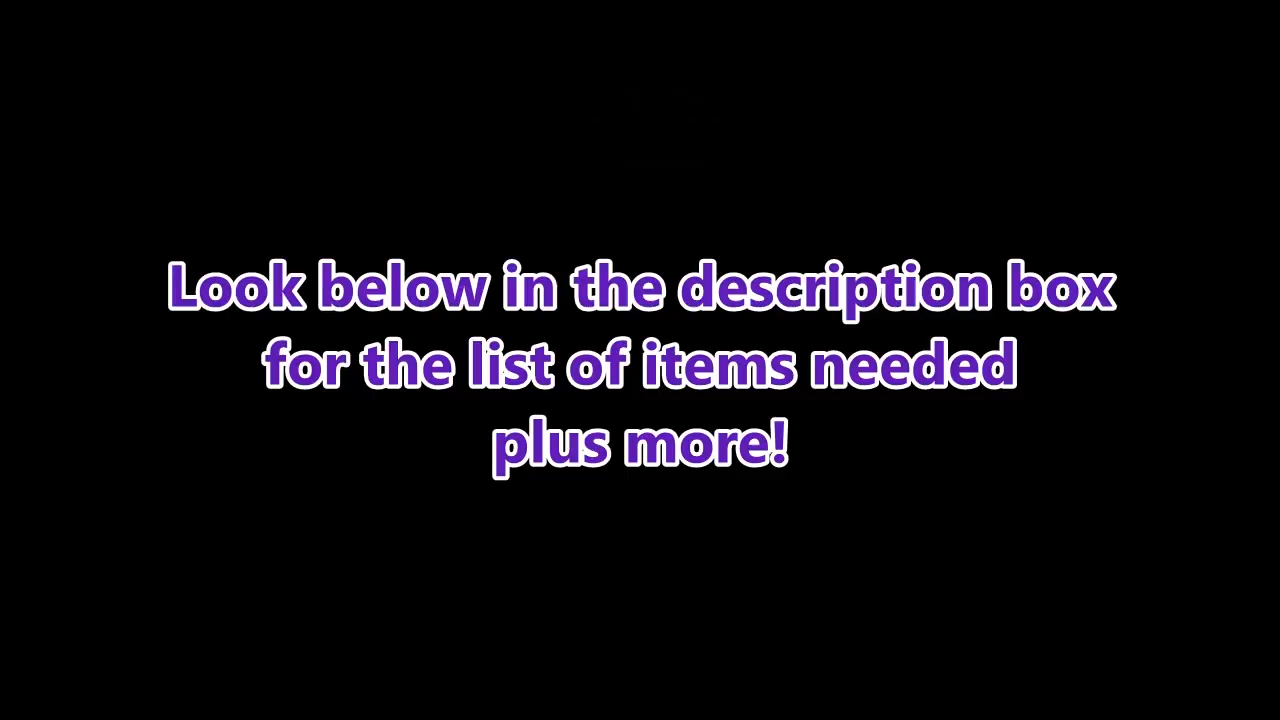 Look below in the description box
for the list of items needed
plus more!